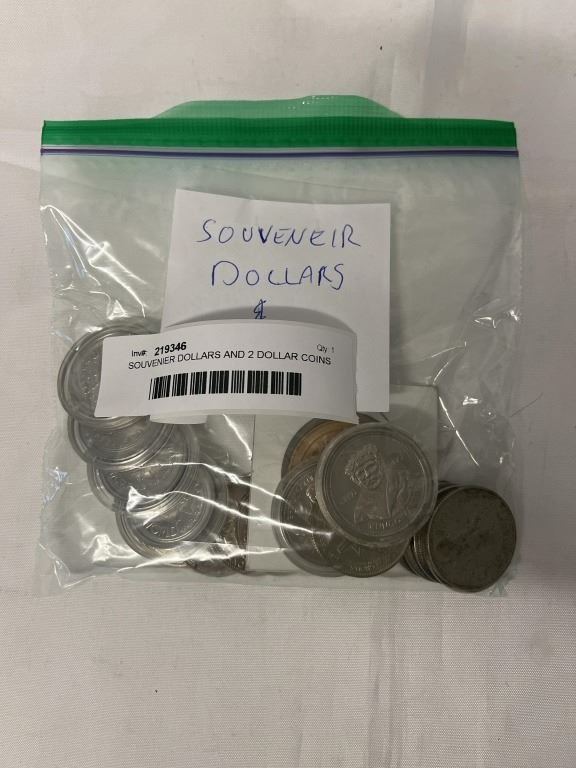 SOUVENEIR
DOLLARS
&
Inv#: 219346 Qty: 1
SOUVENIER DOLLARS AND 2 DOLLAR COINS